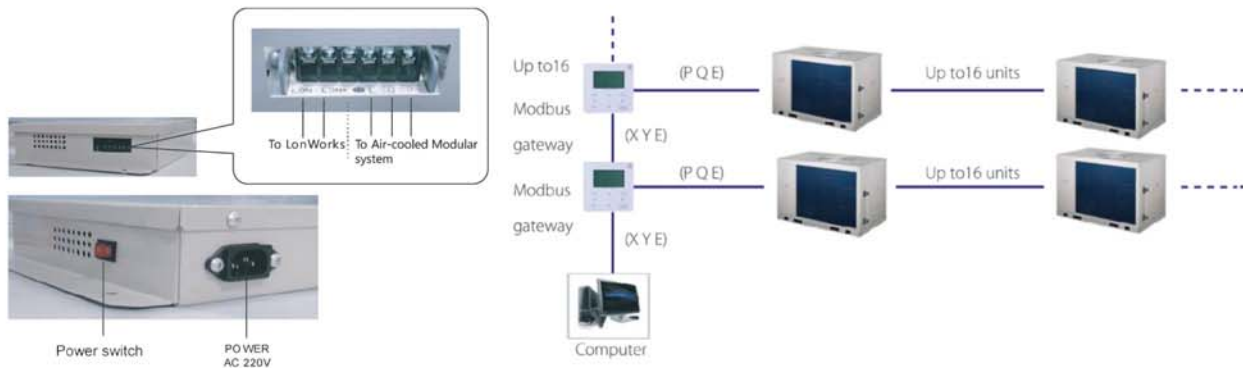 To LonWorks
To Air-cooled Modular
system
Power switch
POWER
AC 220V
Up to16
Modbus
gateway
(P Q E)
Up to16 units
(X Y E)
Modbus
gateway
(P Q E)
Up to16 units
(X Y E)
Computer